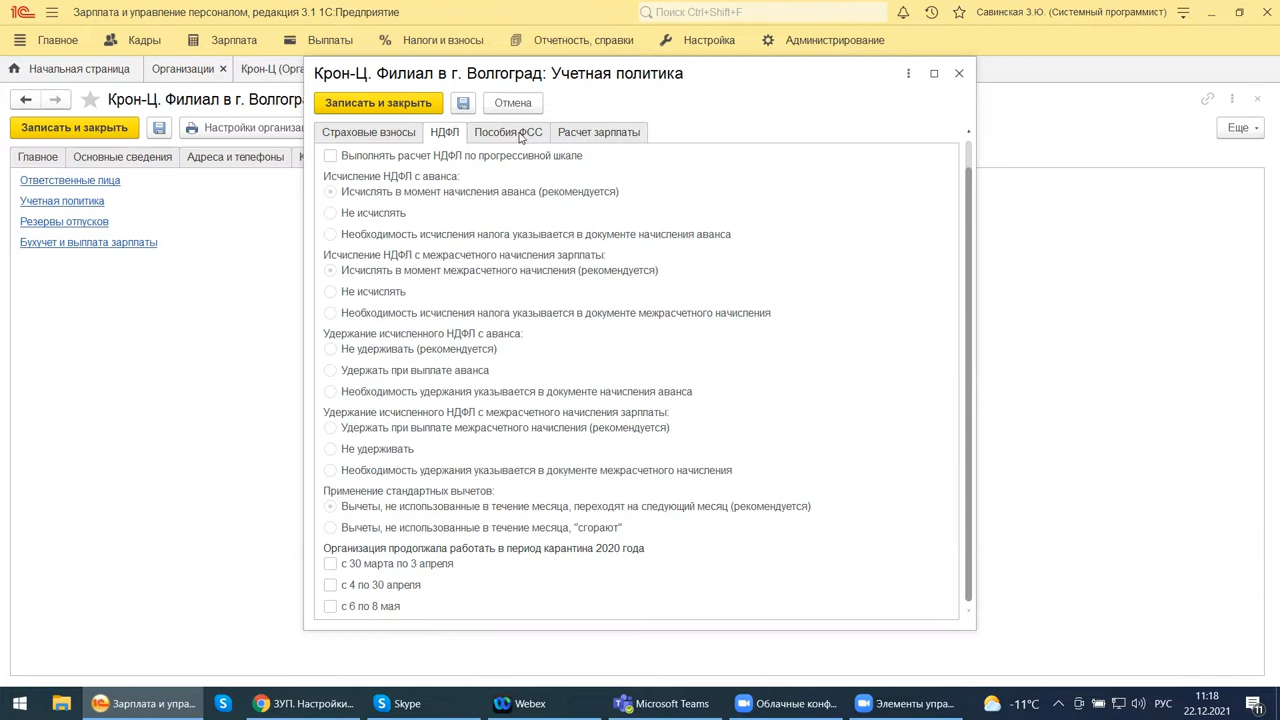 Зарплата и управление персоналом, редакция 3.1 1С:Предприятие
Поиск Ctrl+Shift+F
Савинская З.Ю. (Системный программист)
Главное
Кадры
Зарплата
Выплаты
Налоги и взносы
Отчетность, справки
Настройка
Администрирование
Начальная страница
Организации
Крон-Ц (Орга
Крон-Ц. Филиал в г. Волгогра
Записать и закрыть
Настройки организац
Еще
Главное
Основные сведения
Адреса и телефоны
Ответственные лица
Учетная политика
Резервы отпусков
Бухучет и выплата зарплаты
Крон-Ц. Филиал в г. Волгоград: Учетная политика
Записать и закрыть
Отмена
Страховые взносы
НДФЛ
Пособия ФСС
Расчет зарплаты
Выполнять расчет НДФЛ по прогрессивной шкале
Исчисление НДФЛ с аванса:
Исчислять в момент начисления аванса (рекомендуется)
Не исчислять
Необходимость исчисления налога указывается в документе начисления аванса
Исчисление НДФЛ с межрасчетного начисления зарплаты:
Исчислять в момент межрасчетного начисления (рекомендуется)
Не исчислять
Необходимость исчисления налога указывается в документе межрасчетного начисления
Удержание исчисленного НДФЛ с аванса:
Не удерживать (рекомендуется)
Удержать при выплате аванса
Необходимость удержания указывается в документе начисления аванса
Удержание исчисленного НДФЛ с межрасчетного начисления зарплаты:
Удержать при выплате межрасчетного начисления (рекомендуется)
Не удерживать
Необходимость удержания указывается в документе межрасчетного начисления
Применение стандартных вычетов:
Вычеты, не использованные в течение месяца, переходят на следующий месяц (рекомендуется)
Вычеты, не использованные в течение месяца, "сгорают"
Организация продолжала работать в период карантина 2020 года
с 30 марта по 3 апреля
с 4 по 30 апреля
с 6 по 8 мая
Зарплата и упра...
ЗУП. Настройки...
Skype
Webex
Microsoft Teams
Облачные конф...
Элементы упра...
-11°C
РУС
11:18
22.12.2021
11